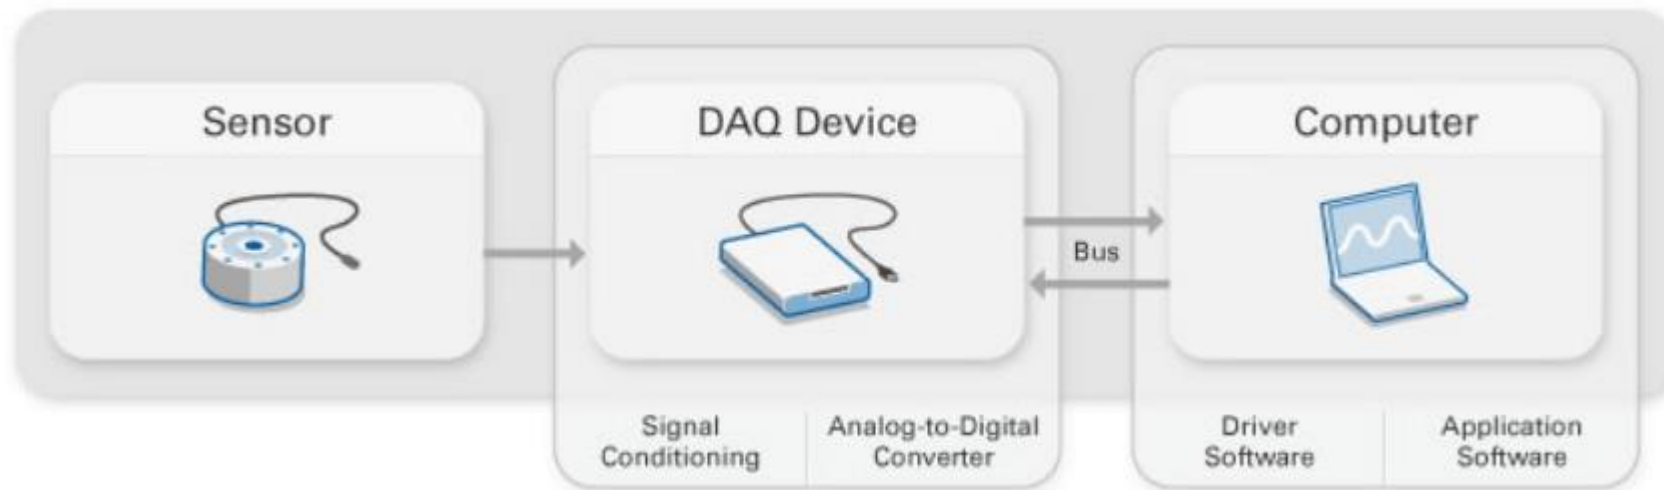 Sensor
DAQ Device
Computer
Bus
Signal
Conditioning
Analog-to-Digital
Converter
Driver
Software
Application
Software